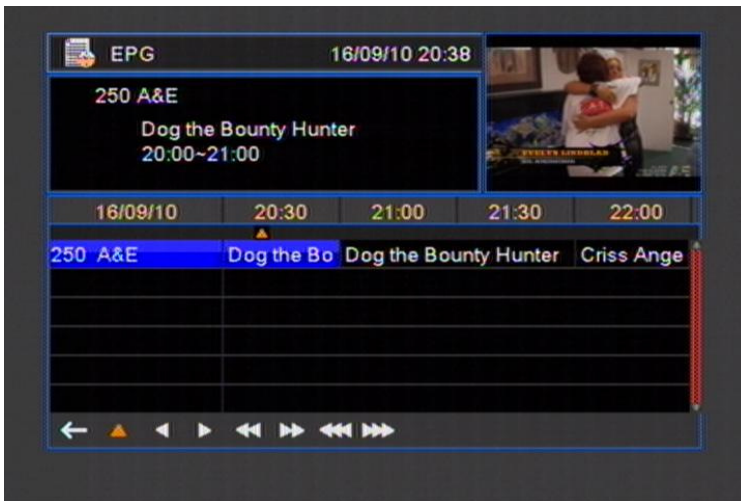 EPG 16/09/10 20:38
250 A&E
Dog the Bounty Hunter
20:00~21:00
16/09/10 20:30 21:00 21:30 22:00
250 A&E Dog the Bo Dog the Bounty Hunter Criss Ange